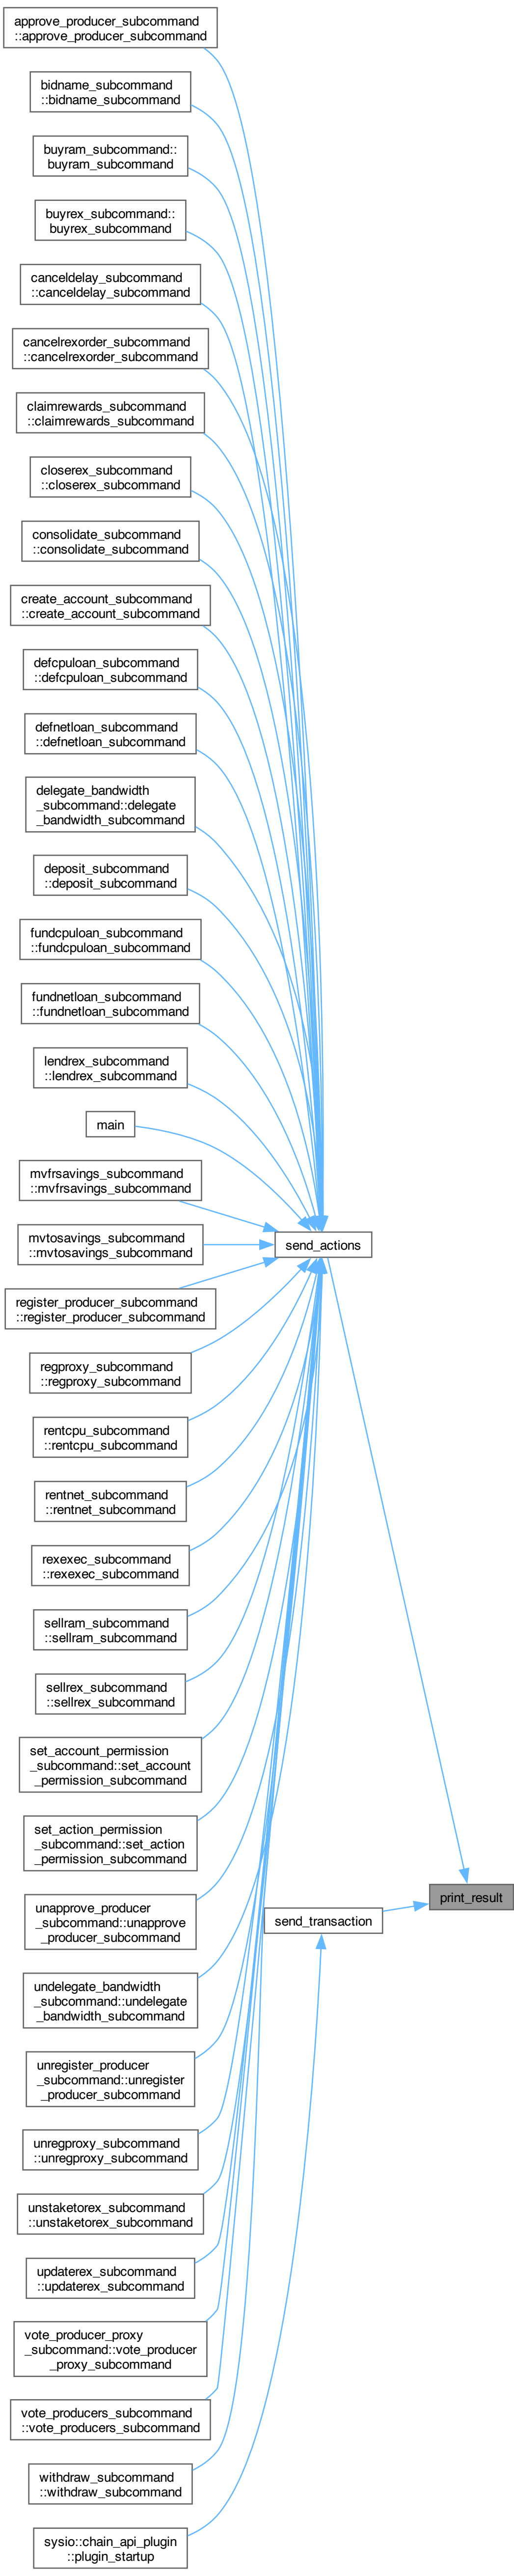 approve_producer_subcommand
::approve_producer_subcommand
bidname_subcommand
::bidname_subcommand
buyram_subcommand::
buyram_subcommand
buyrex_subcommand::
buyrex_subcommand
canceldelay_subcommand
::canceldelay_subcommand
cancelrexorder_subcommand
::cancelrexorder_subcommand
claimrewards_subcommand
::claimrewards_subcommand
closerex_subcommand
::closerex_subcommand
consolidate_subcommand
::consolidate_subcommand
create_account_subcommand
::create_account_subcommand
defcpuloan_subcommand
::defcpuloan_subcommand
defnetloan_subcommand
::defnetloan_subcommand
delegate_bandwidth
_subcommand::delegate
_bandwidth_subcommand
deposit_subcommand
::deposit_subcommand
fundcpuloan_subcommand
::fundcpuloan_subcommand
fundnetloan_subcommand
::fundnetloan_subcommand
lendrex_subcommand
::lendrex_subcommand
main
mvfrsavings_subcommand
::mvfrsavings_subcommand
mvtosavings_subcommand
::mvtosavings_subcommand
send_actions
register_producer_subcommand
::register_producer_subcommand
regproxy_subcommand
::regproxy_subcommand
rentcpu_subcommand
::rentcpu_subcommand
rentnet_subcommand
::rentnet_subcommand
rexexec_subcommand
::rexexec_subcommand
sellram_subcommand
::sellram_subcommand
sellrex_subcommand
::sellrex_subcommand
set_account_permission
_subcommand::set_account
_permission_subcommand
set_action_permission
_subcommand::set_action
_permission_subcommand
print_result
unapprove_producer
_subcommand::unapprove
_producer_subcommand
send_transaction
undelegate_bandwidth
_subcommand::undelegate
_bandwidth_subcommand
unregister_producer
_subcommand::unregister
_producer_subcommand
unregproxy_subcommand
::unregproxy_subcommand
unstaketorex_subcommand
::unstaketorex_subcommand
updaterex_subcommand
::updaterex_subcommand
vote_producer_proxy
_subcommand::vote_producer
_proxy_subcommand
vote_producers_subcommand
::vote_producers_subcommand
withdraw_subcommand
::withdraw_subcommand
sysio::chain_api_plugin
::plugin_startup